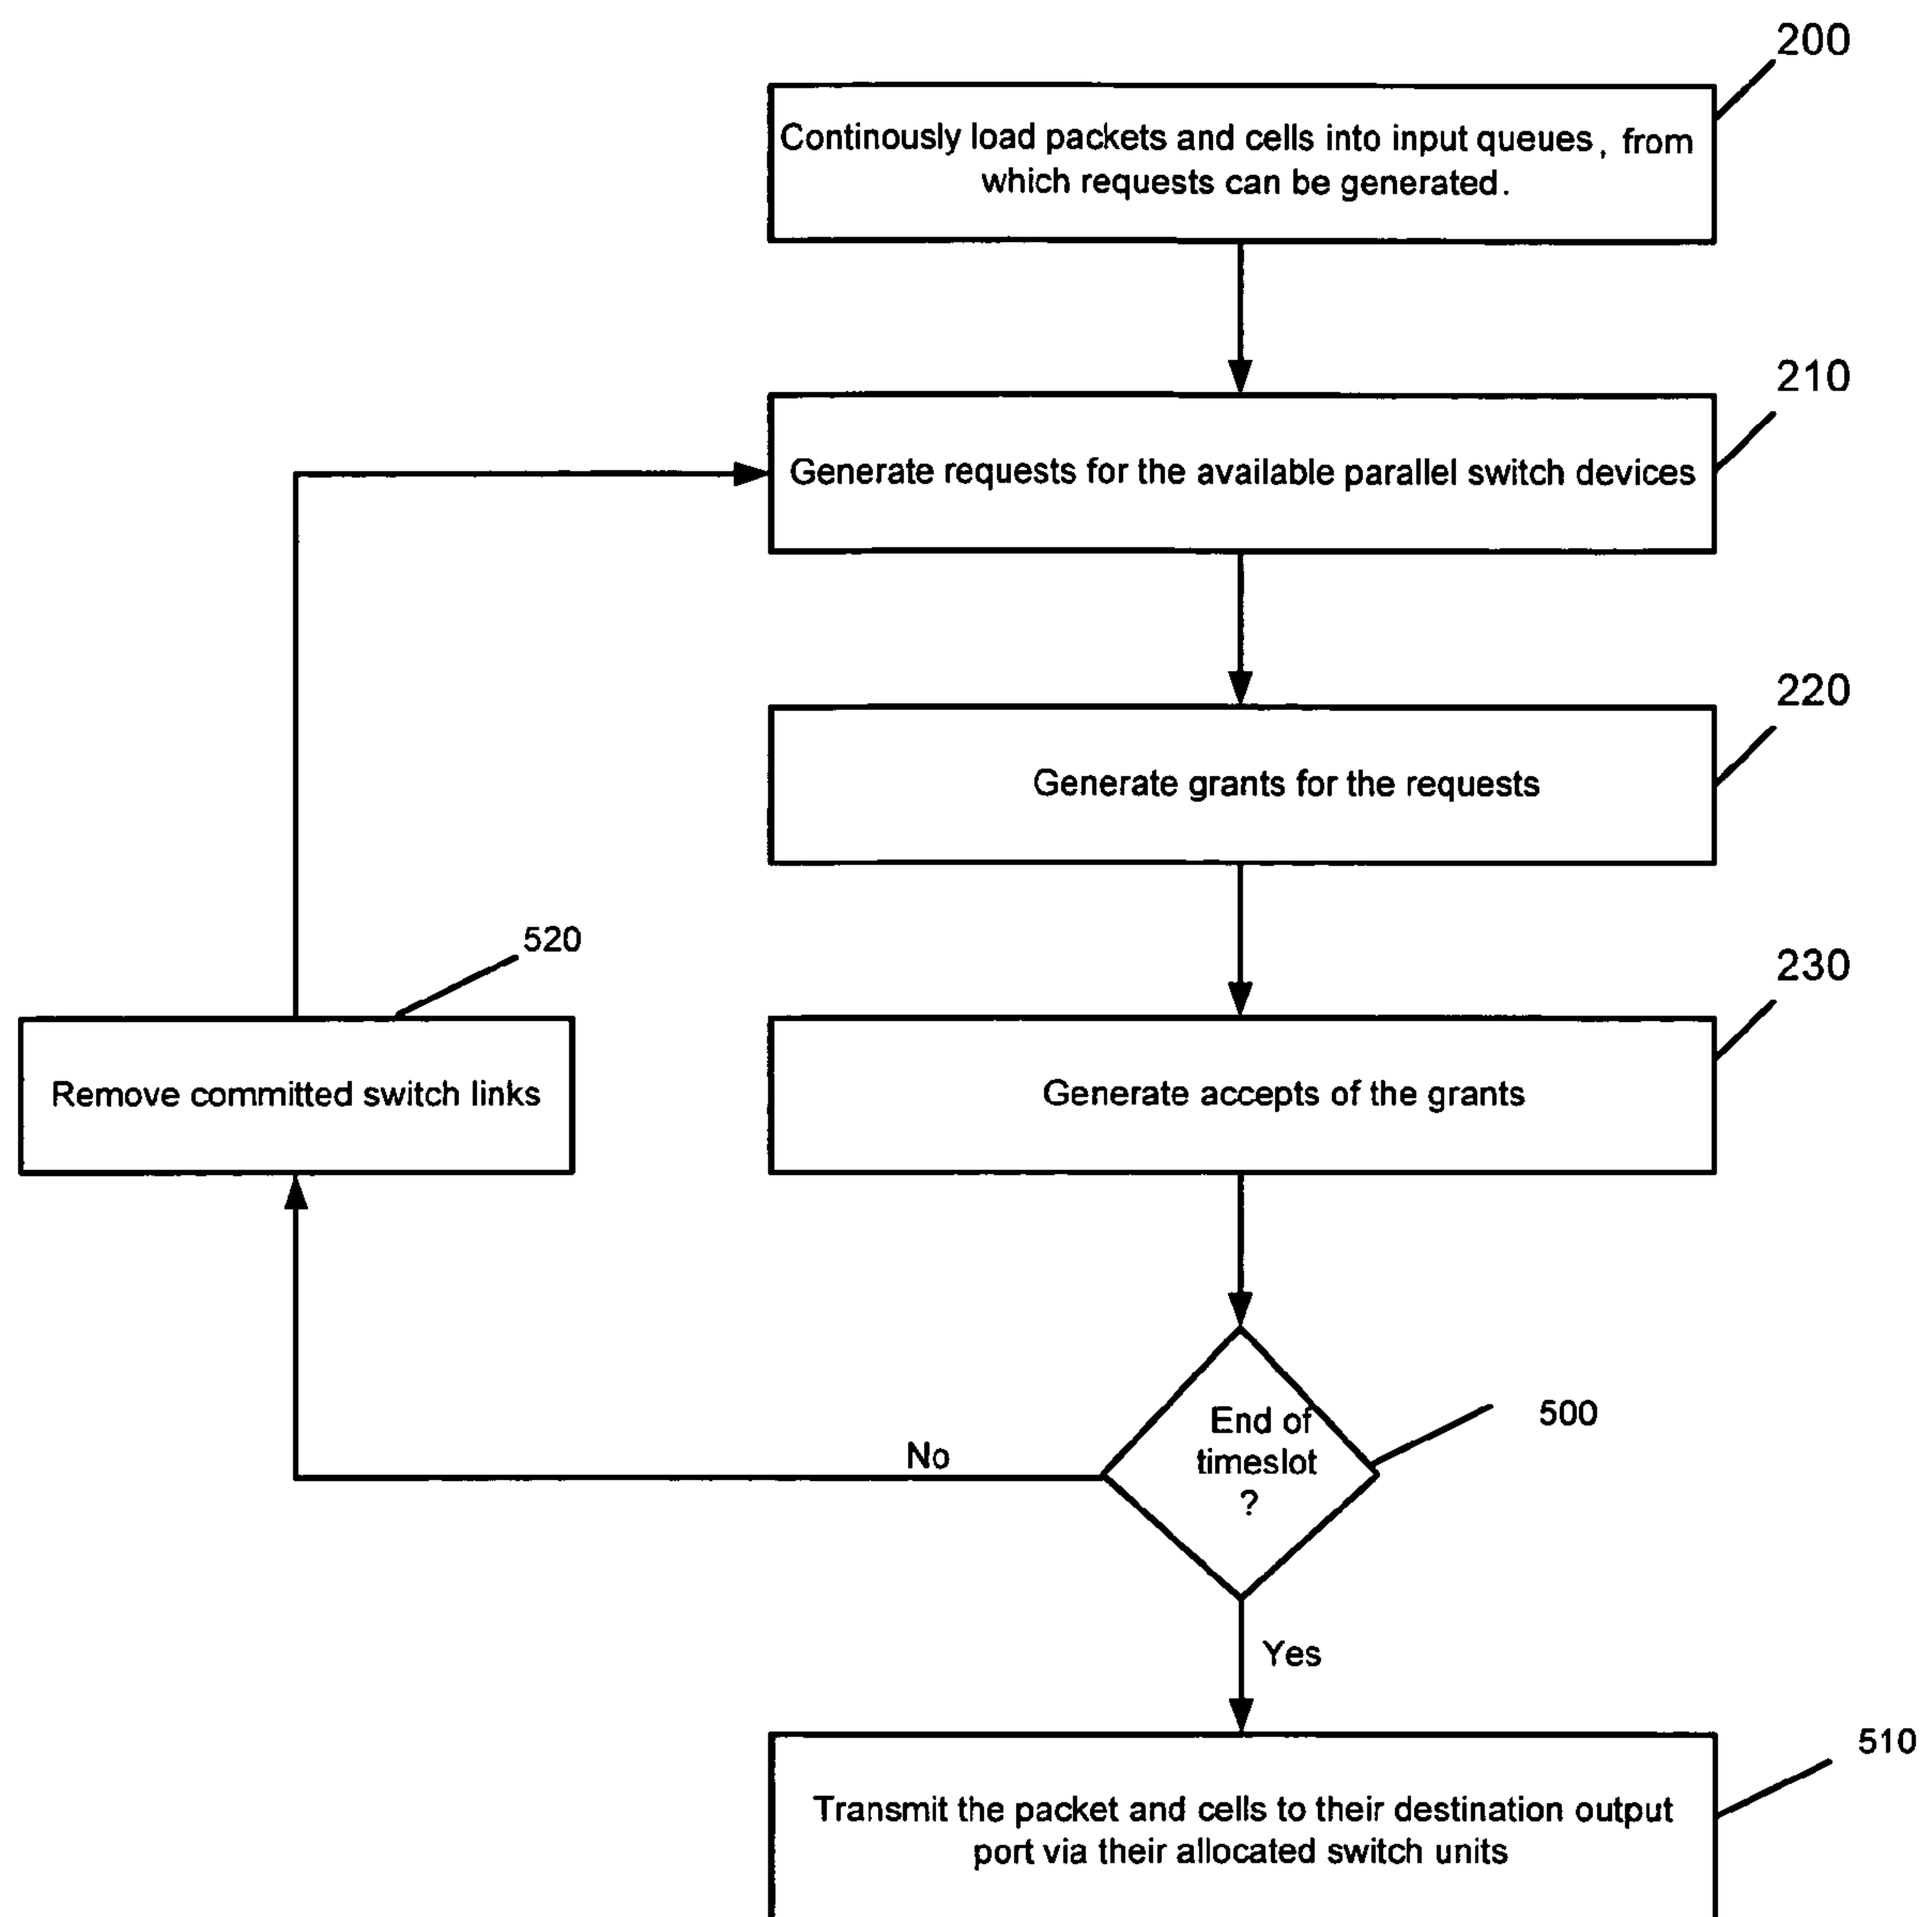 200
Continously load packets and cells into input queues, from
which requests can be generated.
210
Generate requests for the available parallel switch devices
220
Generate grants for the requests
520
230
Remove committed switch links
Generate accepts of the grants
End of
timeslot
?
500
No
Yes
510
Transmit the packet and cells to their destination output
port via their allocated switch units